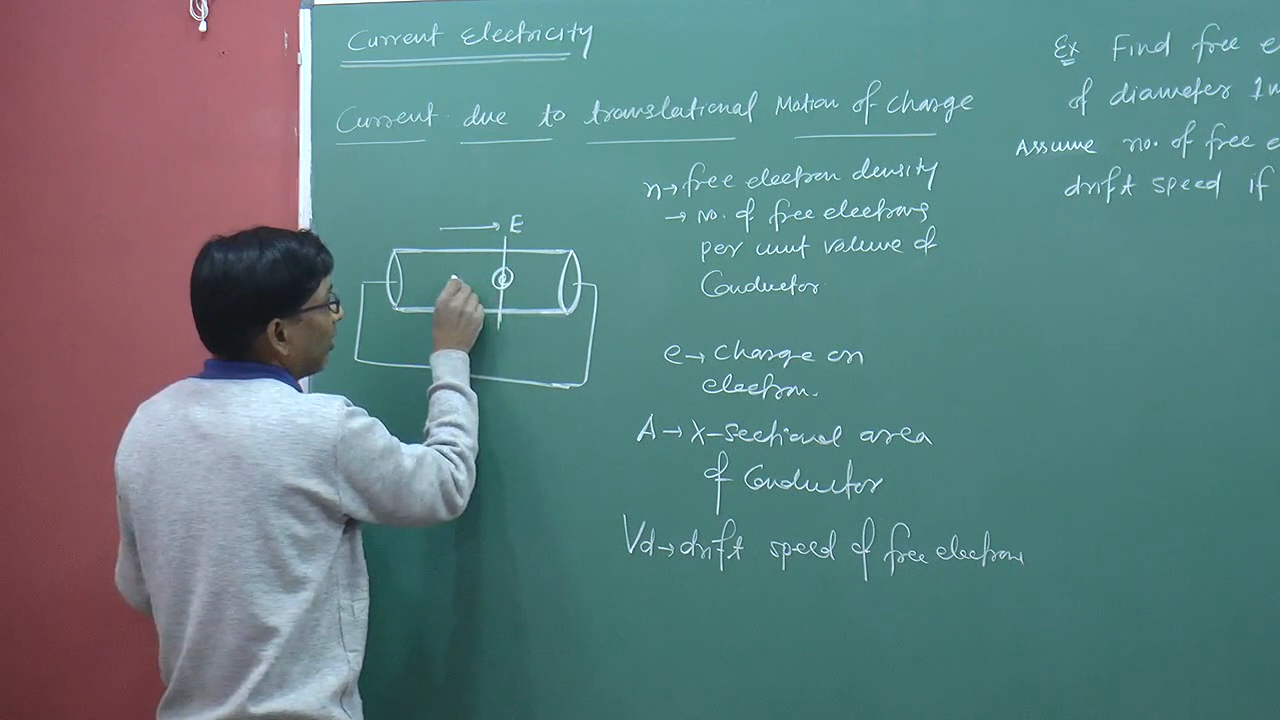 Current Electricity
Current due to translational Motion of Charge
E
n→free electron density
→ No. of free electrons
per unit volume of
Conductor
e→ Charge on
electron.
A→X-sectional area
of Conductor
Vd→drift speed of free electrons
Ex Find free e
of diameter 1
Assume no. of free e
drift speed if